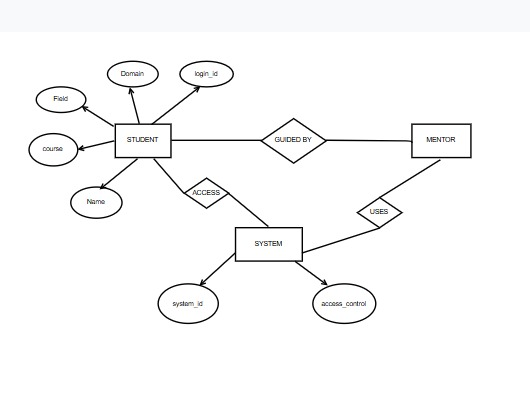 Domain
login_id
Field
STUDENT
GUIDED BY
MENTOR
course
ACCESS
Name
USES
SYSTEM
system_id
access_control